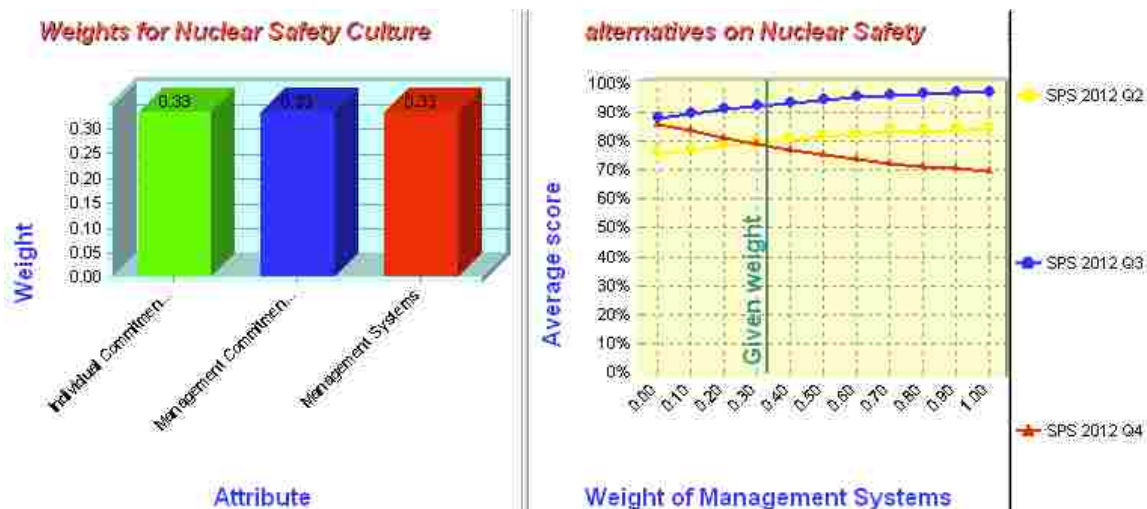 Weights for Nuclear Safety Culture
0.33
0.33
0.33
0.30
0.25
0.20
0.15
0.10
0.05
0.00
Weight
Individual Commitmen...
Management Commitmen...
Management Systems
Attribute
alternatives on Nuclear Safety
100%
90%
80%
70%
60%
50%
40%
30%
20%
10%
0%
Average score
Given weight
0.00
0.10
0.20
0.30
0.40
0.50
0.60
0.70
0.80
0.90
1.00
Weight of Management Systems
SPS 2012 Q2
SPS 2012 Q3
SPS 2012 Q4